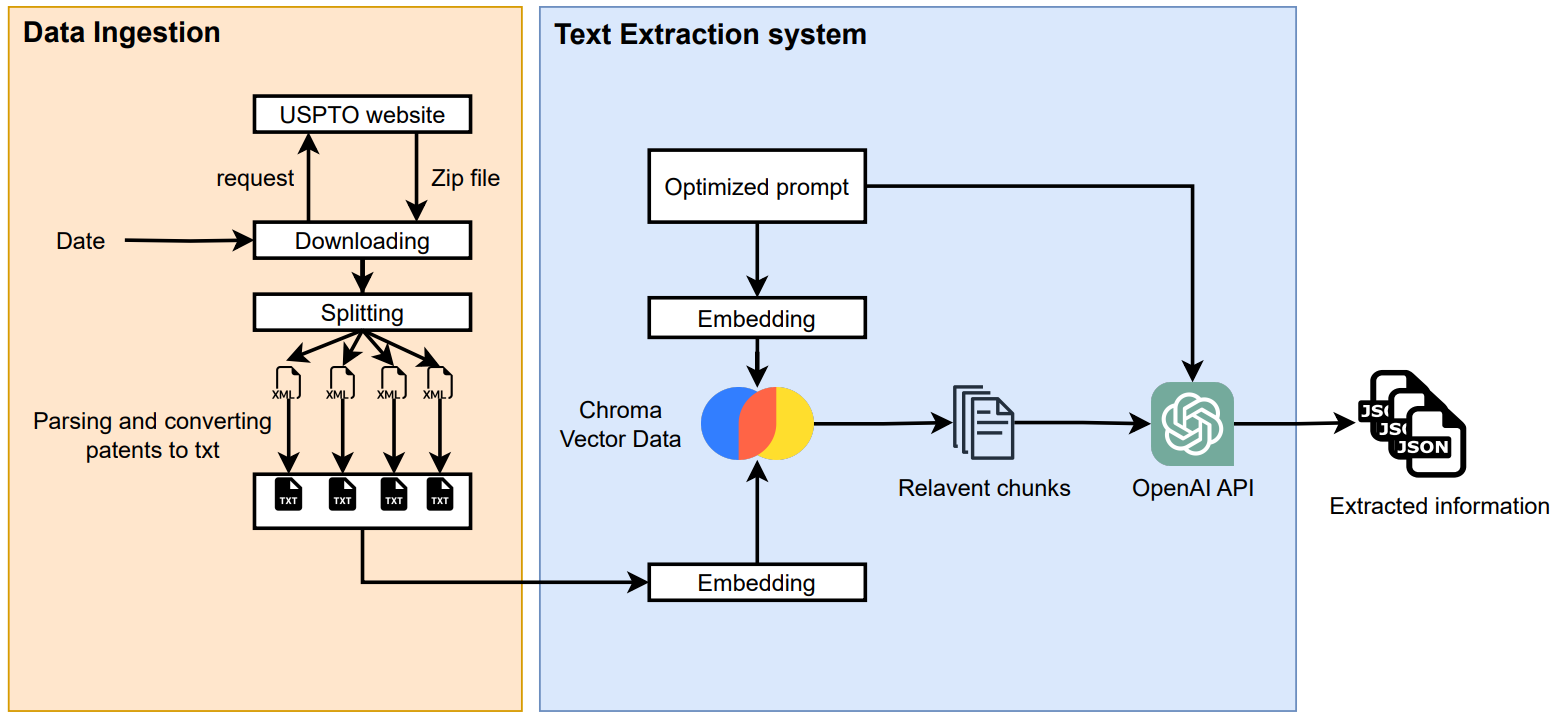 Data Ingestion
USPTO website
request
Zip file
Date
Downloading
Splitting
XML
XML
XML
XML
Parsing and converting
patents to txt
TXT
TXT
TXT
TXT
Text Extraction system
Optimized prompt
Embedding
Chroma
Vector Data
Relavent chunks
OpenAI API
Embedding
JSO
JSO
JSON
Extracted information